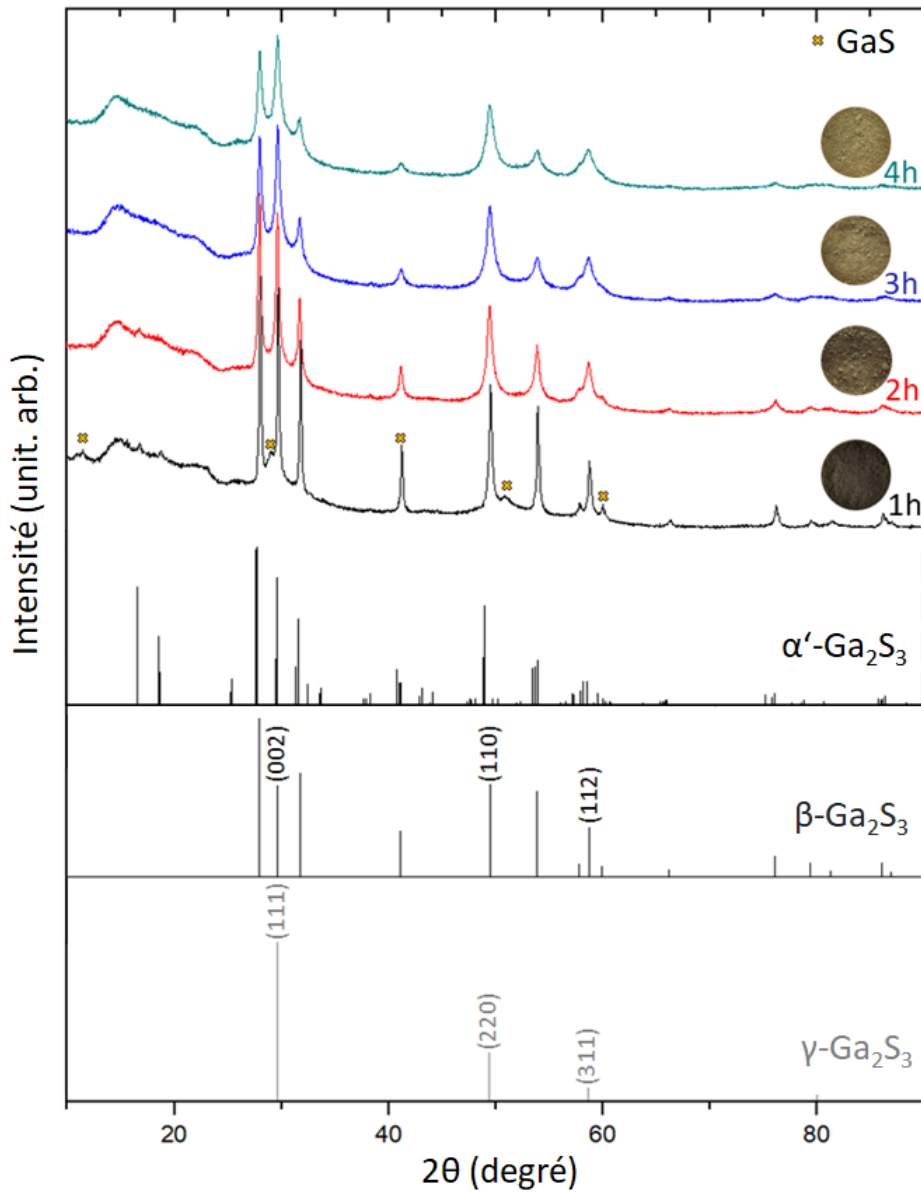 GaS
4h
3h
2h
1h
Intensité (unit. arb.)
α‘-Ga₂S₃
(002)
(110)
(112)
β-Ga₂S₃
(111)
(220)
(311)
γ-Ga₂S₃
20
40
60
80
2θ (degré)